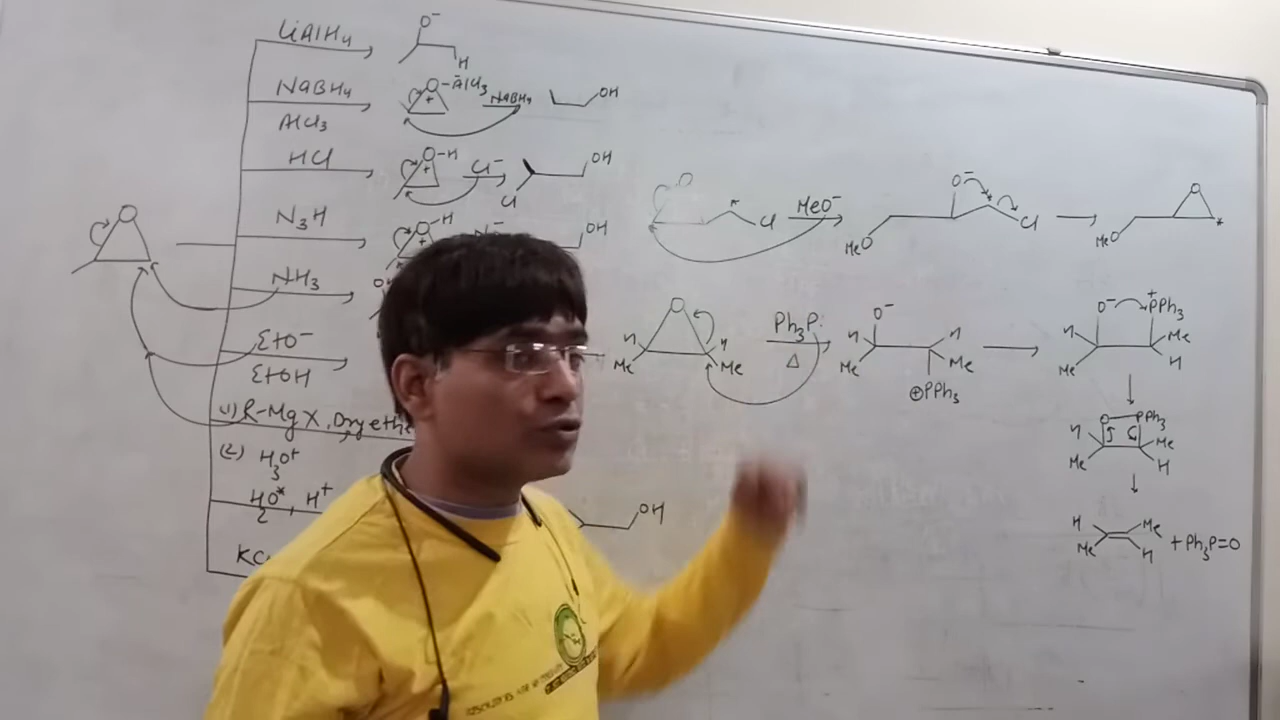 LiAlH4
O⁻
H
NaBH4
AlCl3
O -⁻AlCl3
+
NaBH4
OH
HCl
O-H
+
Cl⁻
Cl
OH
N3H
O H
+
OH
O
NH3
EtO⁻
EtOH
(1) R-MgX, Dry ethe
(2) H3O+
H2O* , H+
OH
KC
O
Cl
*
MeO⁻
MeO
O⁻
*
Cl
MeO
O
*
O
H
Me
H
Me
Ph3P:
Δ
O⁻
H
Me
H
Me
⊕PPh3
O⁻
+PPh3
H
Me
Me
H
O-PPh3
H
Me
Me
H
H
Me
Me
H
+ Ph3P=O